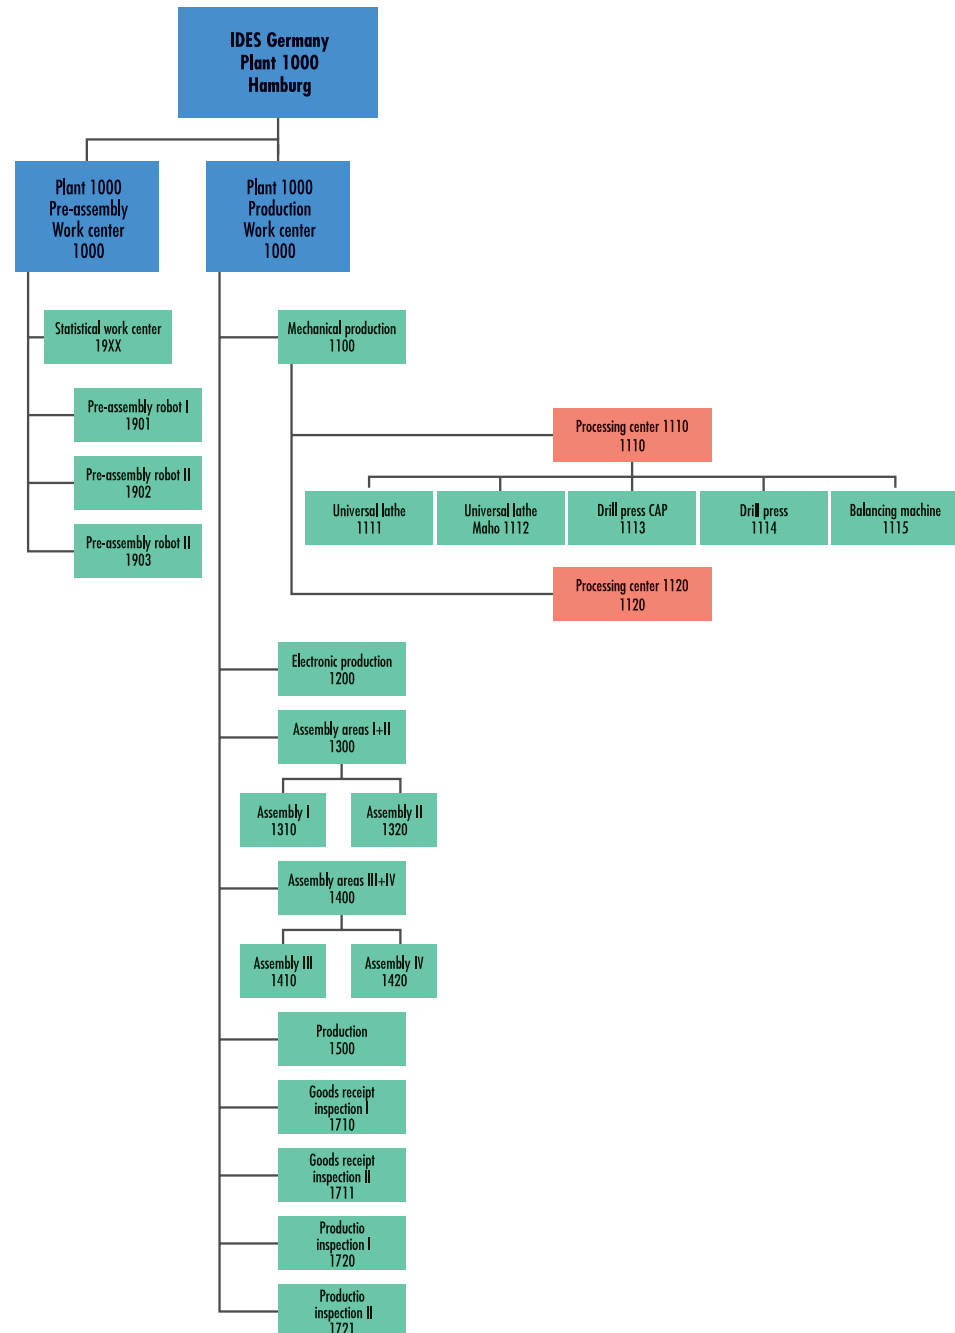 IDES Germany
Plant 1000
Hamburg
Plant 1000
Pre-assembly
Work center
1000
Plant 1000
Production
Work center
1000
Statistical work center
19XX
Pre-assembly robot I
1901
Pre-assembly robot II
1902
Pre-assembly robot II
1903
Mechanical production
1100
Processing center 1110
1110
Universal lathe
1111
Universal lathe
Maho 1112
Drill press CAP
1113
Drill press
1114
Balancing machine
1115
Processing center 1120
1120
Electronic production
1200
Assembly areas I+II
1300
Assembly I
1310
Assembly II
1320
Assembly areas III+IV
1400
Assembly III
1410
Assembly IV
1420
Production
1500
Goods receipt
inspection I
1710
Goods receipt
inspection II
1711
Productio
inspection I
1720
Productio
inspection II
1721